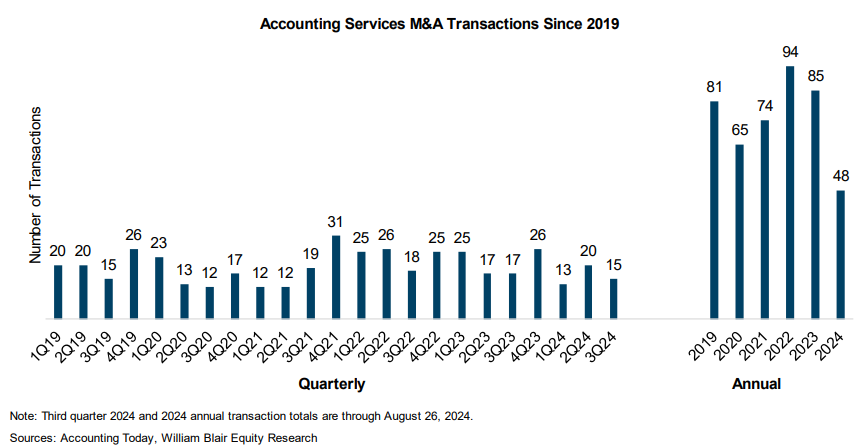 Accounting Services M&A Transactions Since 2019
Number of Transactions
20 20 15 26 23 13 12 17 12 12 19 31 25 26 18 25 25 17 17 26 13 20 15
81 65 74 94 85 48
1Q19 2Q19 3Q19 4Q19 1Q20 2Q20 3Q20 4Q20 1Q21 2Q21 3Q21 4Q21 1Q22 2Q22 3Q22 4Q22 1Q23 2Q23 3Q23 4Q23 1Q24 2Q24 3Q24
2019 2020 2021 2022 2023 2024
Quarterly
Annual
Note: Third quarter 2024 and 2024 annual transaction totals are through August 26, 2024.
Sources: Accounting Today, William Blair Equity Research